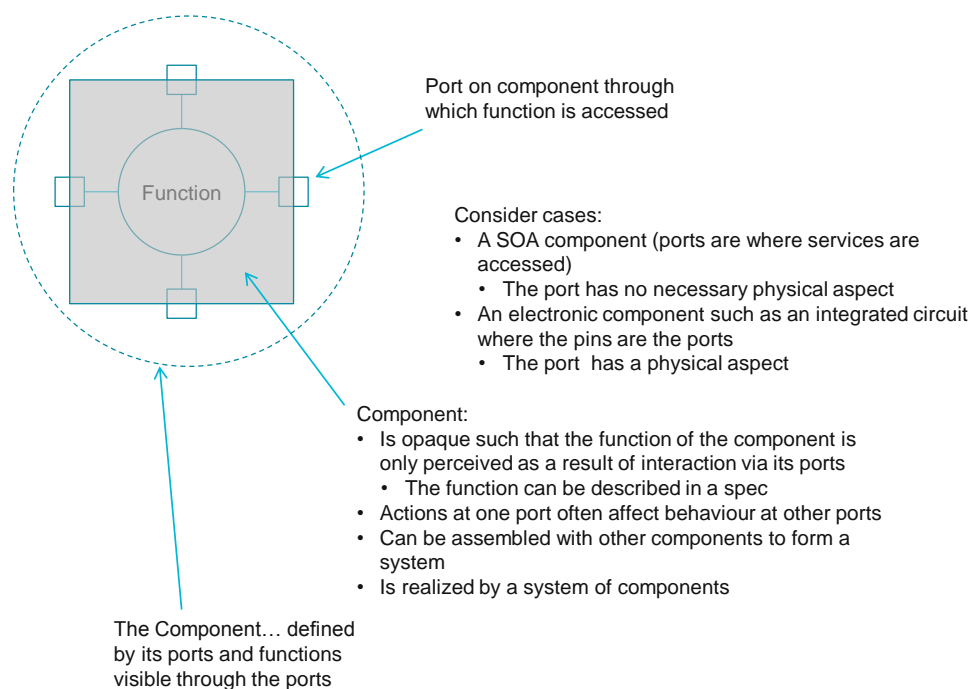 Port on component through
which function is accessed
Function
Consider cases:
• A SOA component (ports are where services are
accessed)
• The port has no necessary physical aspect
• An electronic component such as an integrated circuit
where the pins are the ports
• The port  has a physical aspect
Component:
• Is opaque such that the function of the component is
only perceived as a result of interaction via its ports
• The function can be described in a spec
• Actions at one port often affect behaviour at other ports
• Can be assembled with other components to form a
system
• Is realized by a system of components
The Component… defined
by its ports and functions
visible through the ports